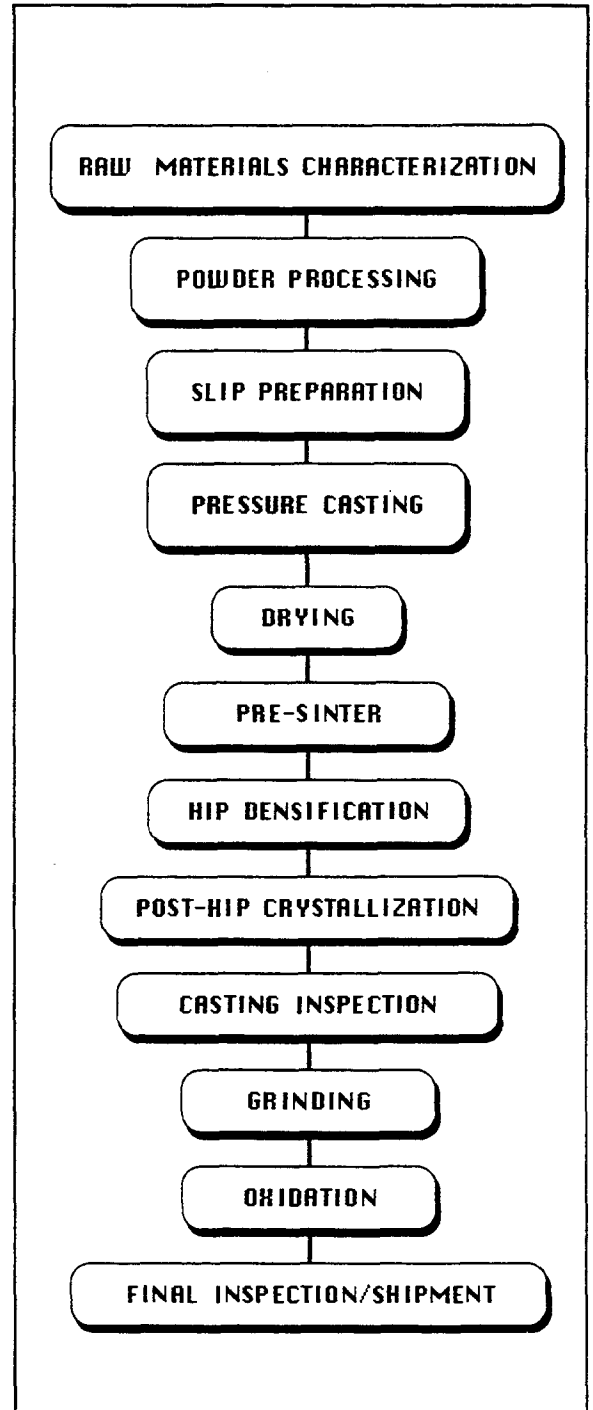 RAW MATERIALS CHARACTERIZATION
POWDER PROCESSING
SLIP PREPARATION
PRESSURE CASTING
DRYING
PRE-SINTER
HIP DENSIFICATION
POST-HIP CRYSTALLIZATION
CASTING INSPECTION
GRINDING
OXIDATION
FINAL INSPECTION/SHIPMENT